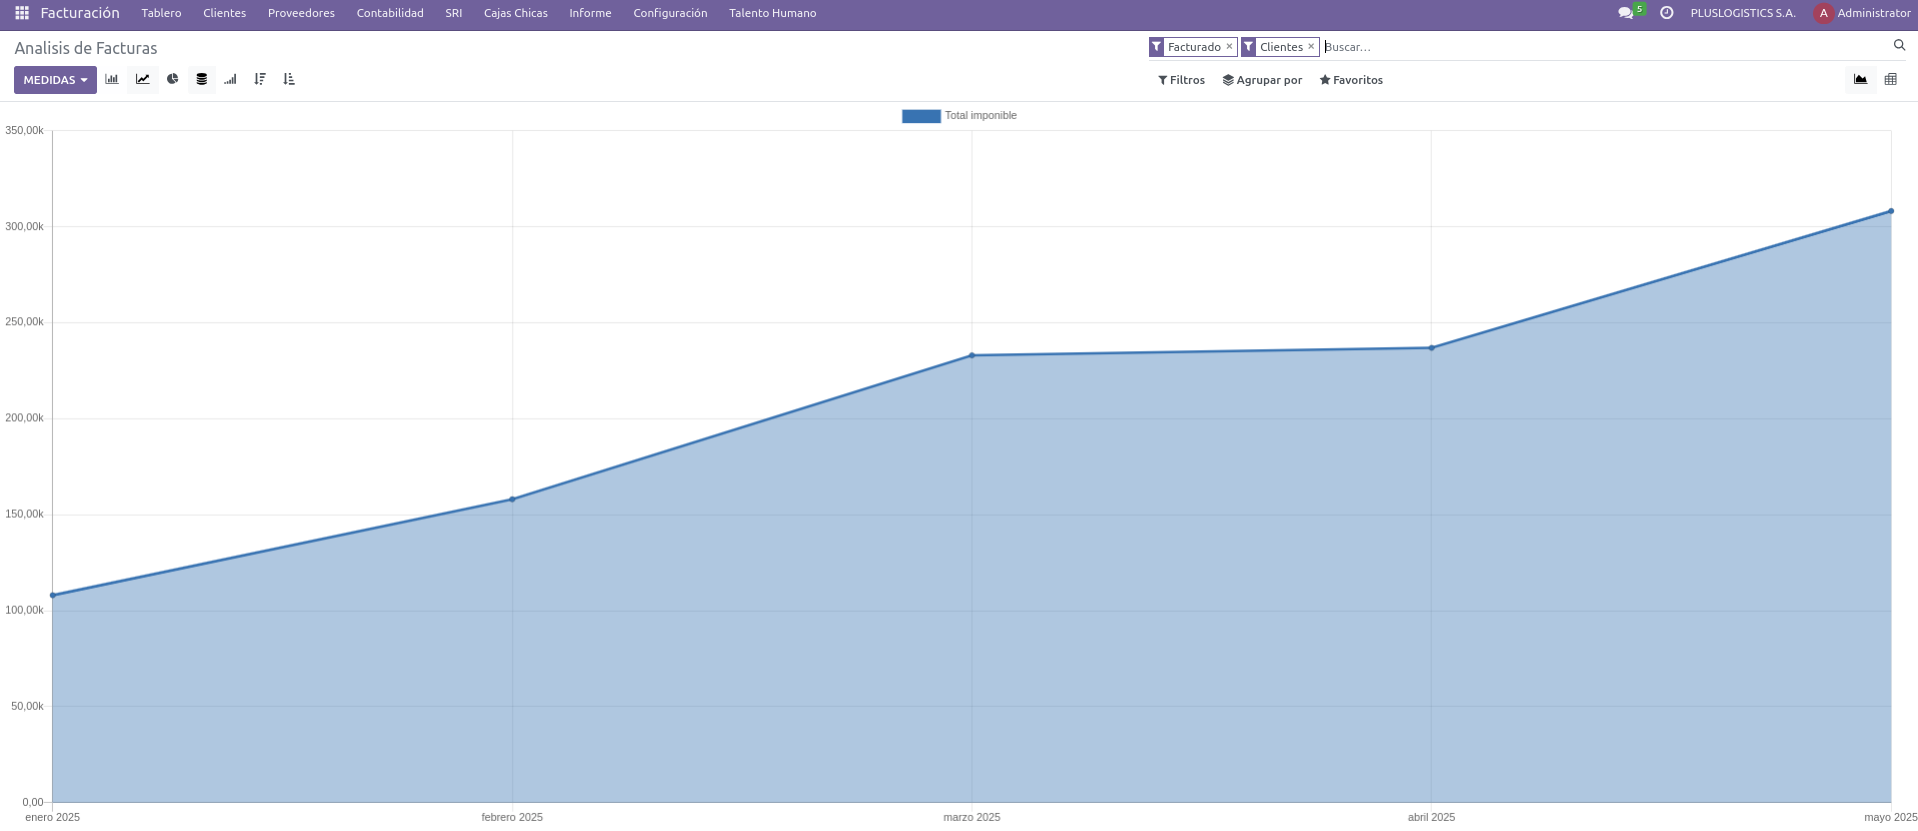 Facturación Tablero Clientes Proveedores Contabilidad SRI Cajas Chicas Informe Configuración Talento Humano 5 PLUSLOGISTICS S.A. A Administrator
Analisis de Facturas Facturado × Clientes × Buscar...
MEDIDAS Filtros Agrupar por Favoritos
Total imponible
350,00k
300,00k
250,00k
200,00k
150,00k
100,00k
50,00k
0,00
enero 2025 febrero 2025 marzo 2025 abril 2025 mayo 2025